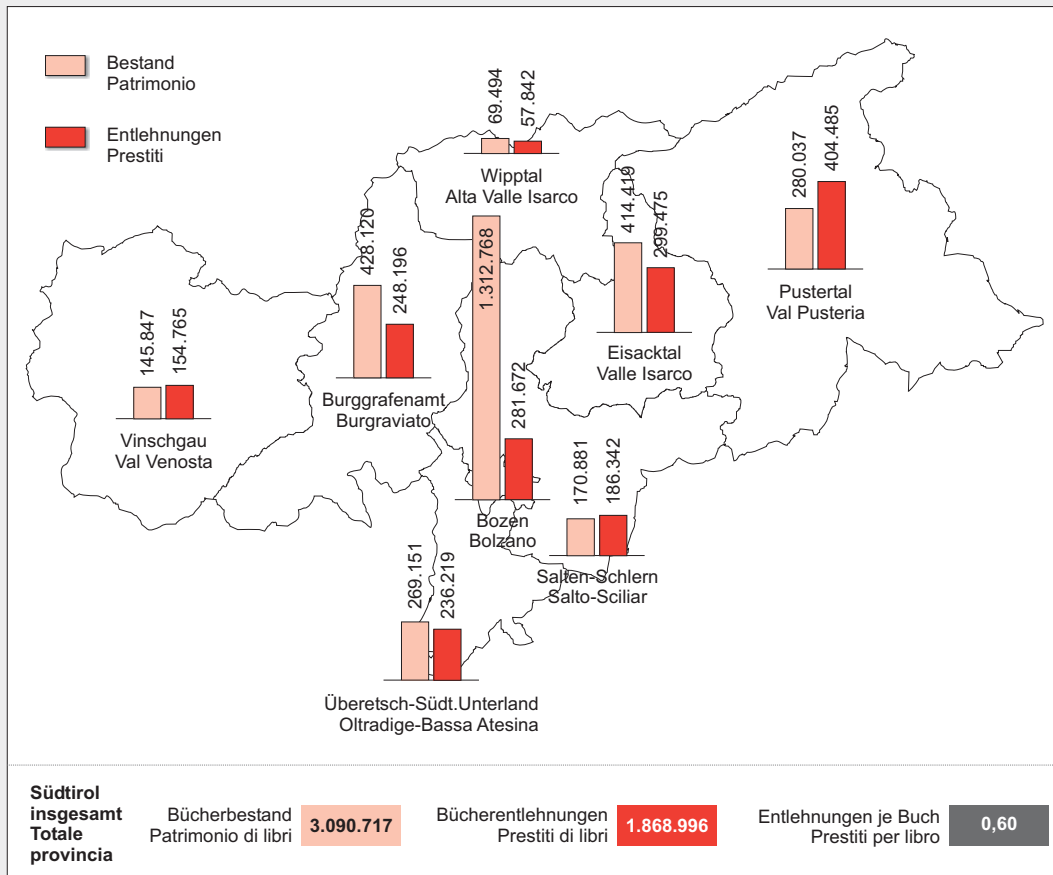 Bestand
Patrimonio
Entlehnungen
Prestiti
69.494
57.842
Wipptal
Alta Valle Isarco
280.037
404.485
Pustertal
Val Pusteria
414.419
299.475
Eisacktal
Valle Isarco
428.120
248.196
Burggrafenamt
Burgraviato
1.312.768
281.672
Bozen
Bolzano
145.847
154.765
Vinschgau
Val Venosta
170.881
186.342
Salten-Schlern
Salto-Sciliar
269.151
236.219
Überetsch-Südt.Unterland
Oltradige-Bassa Atesina
Südtirol
insgesamt
Totale
provincia
Bücherbestand
Patrimonio di libri
3.090.717
Bücherentlehnungen
Prestiti di libri
1.868.996
Entlehnungen je Buch
Prestiti per libro
0,60